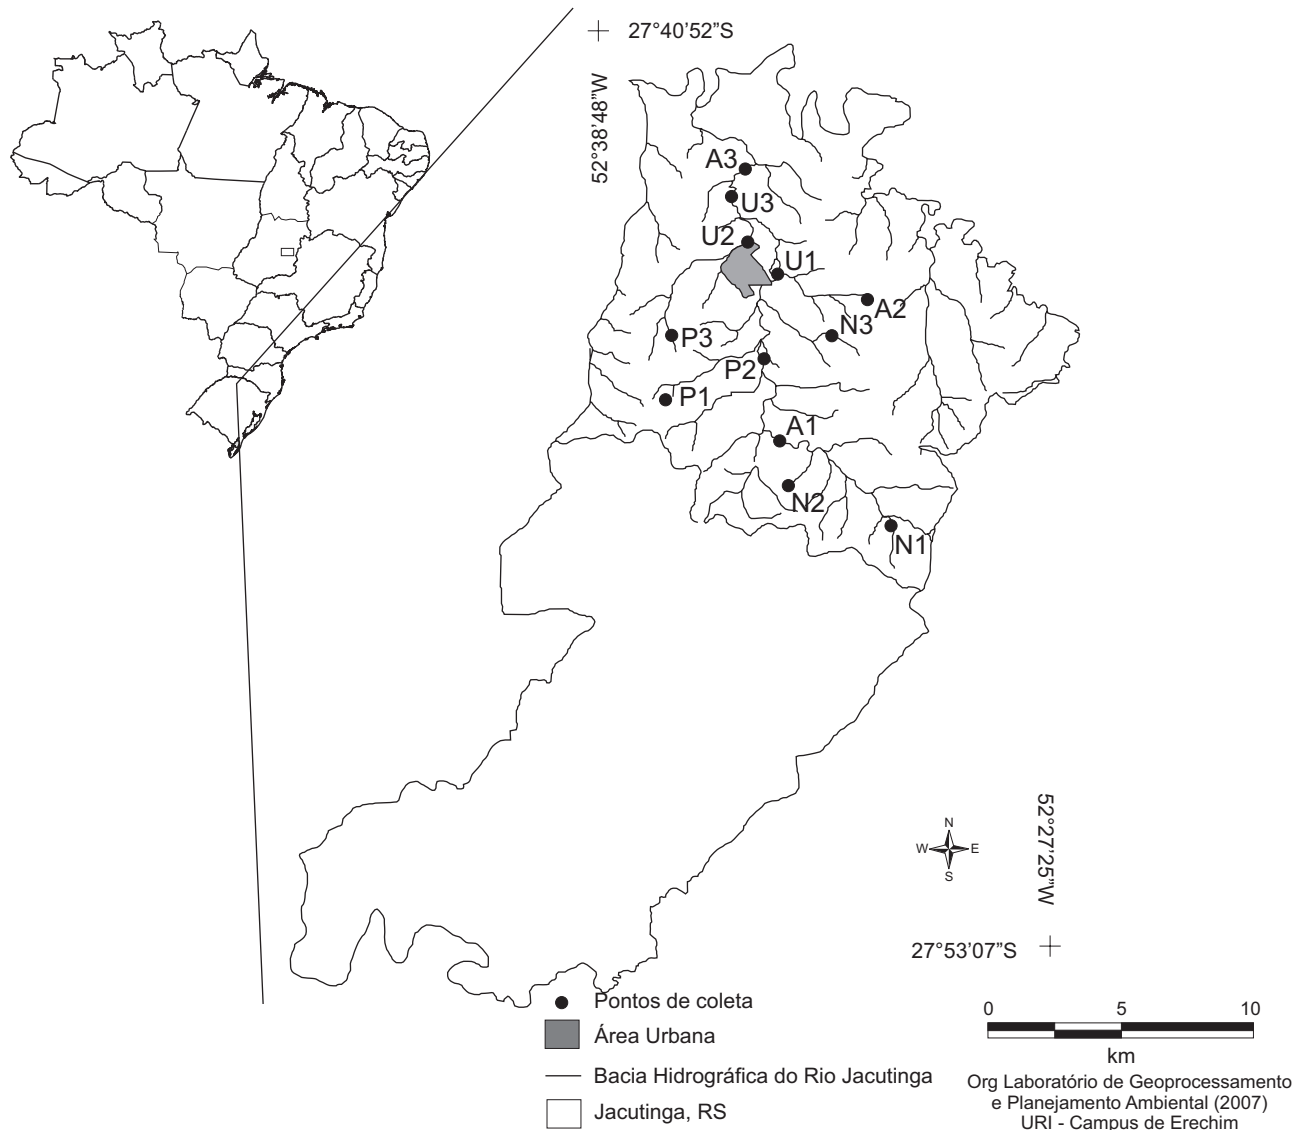 27°40’52”S
52°38’48”W
A3
U3
U2
U1
A2
N3
P3
P2
P1
A1
N2
N1
N
W E
S
52°27’25”W
27°53’07”S
Pontos de coleta
Área Urbana
Bacia Hidrográfica do Rio Jacutinga
Jacutinga, RS
0 5 10
km
Org Laboratório de Geoprocessamento
e Planejamento Ambiental (2007)
URI - Campus de Erechim